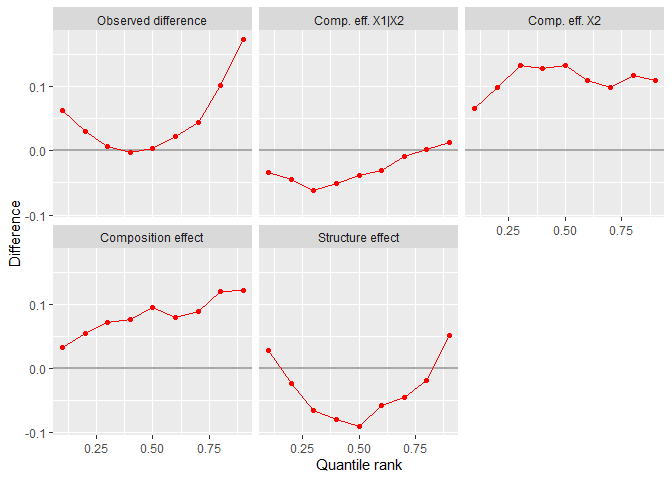 Observed difference
Comp. eff. X1|X2
Comp. eff. X2
0.1
0.0
-0.1
0.25 0.50 0.75
Difference
Composition effect
Structure effect
0.1
0.0
-0.1
0.25 0.50 0.75
0.25 0.50 0.75
Quantile rank